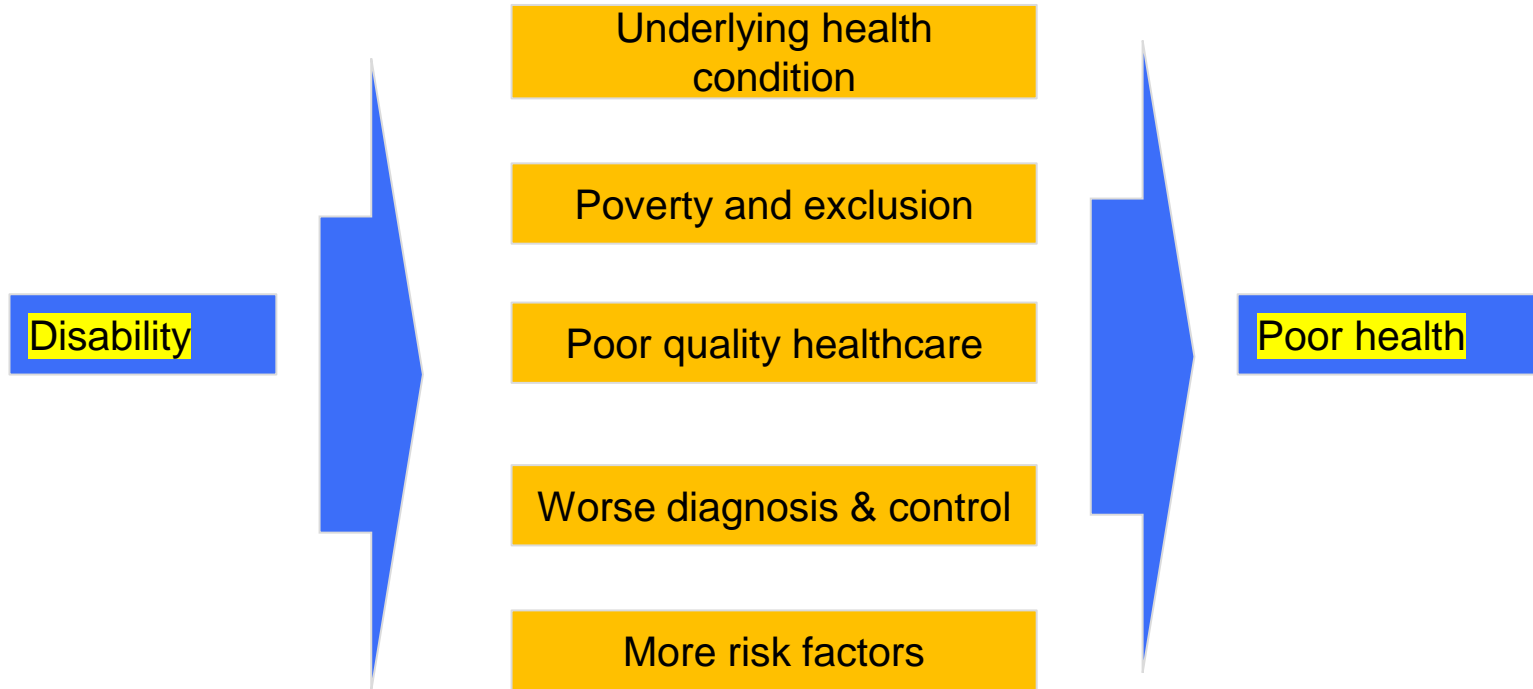 Underlying health
condition
Poverty and exclusion
Disability
Poor quality healthcare
Poor health
Worse diagnosis & control
More risk factors